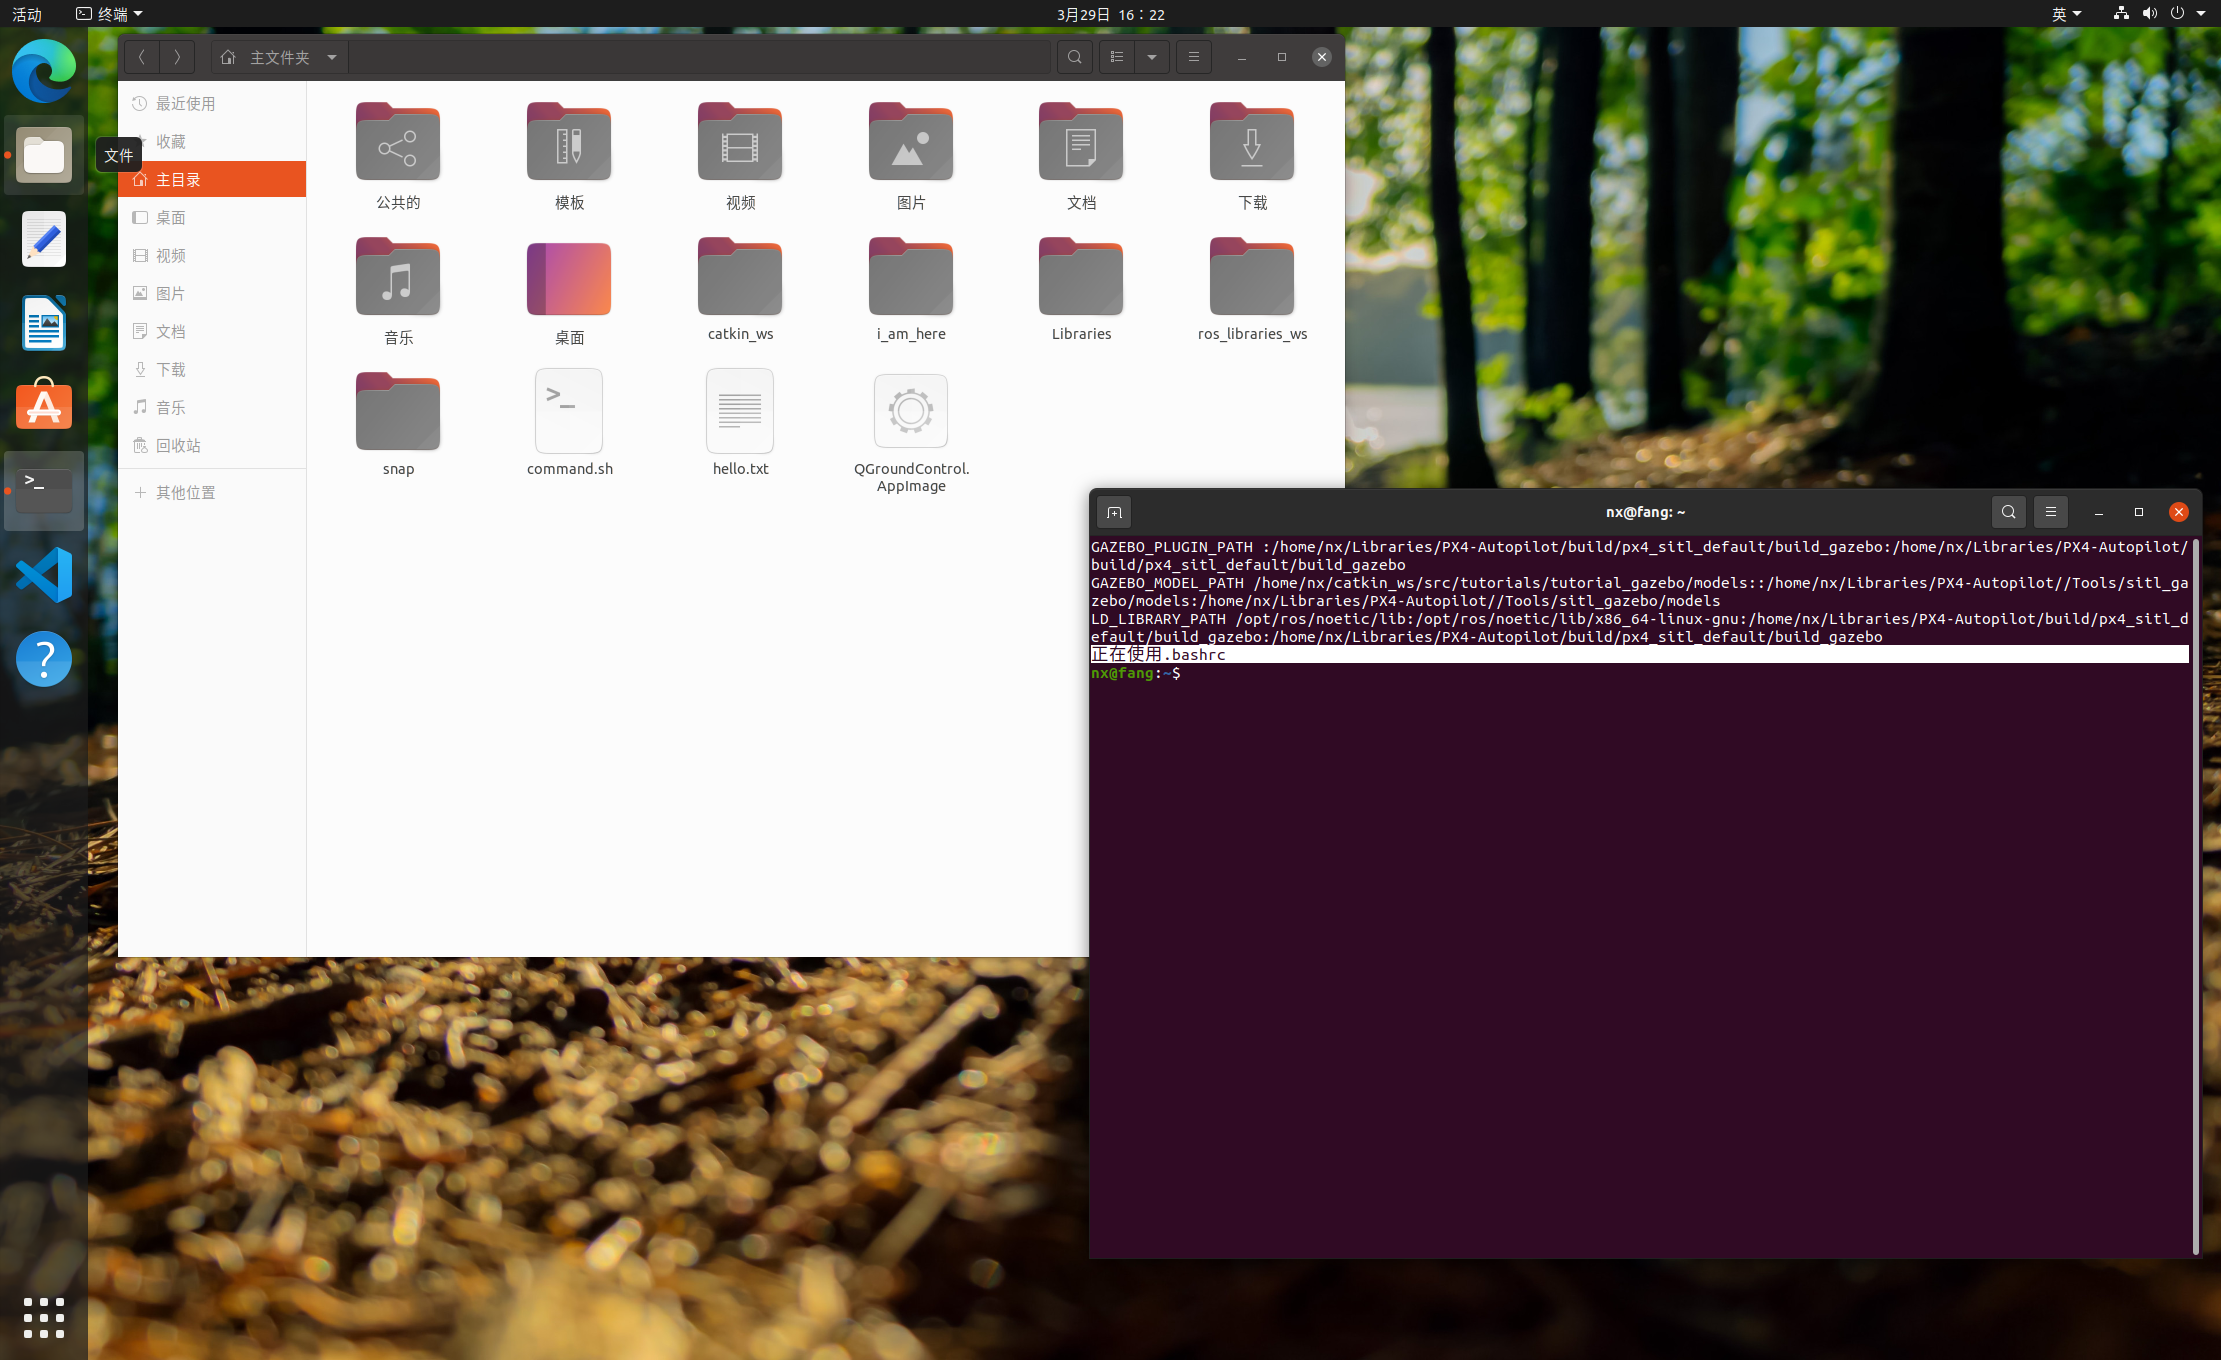 活动
终端
3月29日 16：22
英
主文件夹
最近使用
收藏
文件
主目录
桌面
视频
图片
文档
下载
音乐
回收站
其他位置
公共的
模板
视频
图片
文档
下载
音乐
桌面
catkin_ws
i_am_here
Libraries
ros_libraries_ws
snap
command.sh
hello.txt
QGroundControl.
AppImage
nx@fang: ~
GAZEBO_PLUGIN_PATH :/home/nx/Libraries/PX4-Autopilot/build/px4_sitl_default/build_gazebo:/home/nx/Libraries/PX4-Autopilot/
build/px4_sitl_default/build_gazebo
GAZEBO_MODEL_PATH /home/nx/catkin_ws/src/tutorials/tutorial_gazebo/models::/home/nx/Libraries/PX4-Autopilot//Tools/sitl_ga
zebo/models:/home/nx/Libraries/PX4-Autopilot//Tools/sitl_gazebo/models
LD_LIBRARY_PATH /opt/ros/noetic/lib:/opt/ros/noetic/lib/x86_64-linux-gnu:/home/nx/Libraries/PX4-Autopilot/build/px4_sitl_d
efault/build_gazebo:/home/nx/Libraries/PX4-Autopilot/build/px4_sitl_default/build_gazebo
正在使用.bashrc
nx@fang:~$